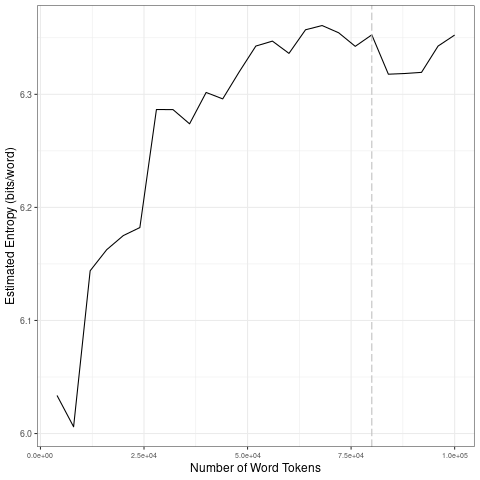 Estimated Entropy (bits/word)
6.3
6.2
6.1
6.0
0.0e+00 2.5e+04 5.0e+04 7.5e+04 1.0e+05
Number of Word Tokens